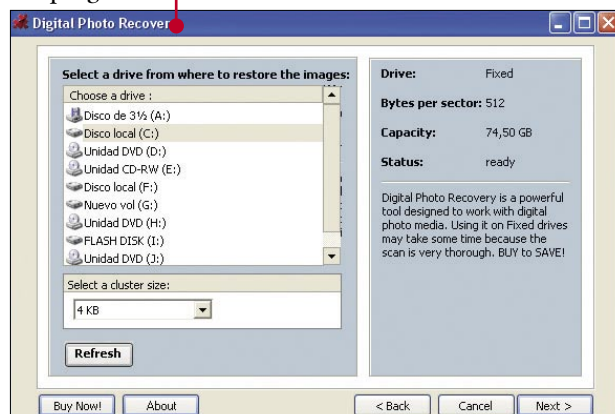 Digital Photo Recovery
Select a drive from where to restore the images:
Choose a drive :
Disco de 3½ (A:)
Disco local (C:)
Unidad DVD (D:)
Unidad CD-RW (E:)
Disco local (F:)
Nuevo vol (G:)
Unidad DVD (H:)
FLASH DISK (I:)
Unidad DVD (J:)
Select a cluster size:
4 KB
Refresh
Drive: Fixed
Bytes per sector: 512
Capacity: 74,50 GB
Status: ready
Digital Photo Recovery is a powerful
tool designed to work with digital
photo media. Using it on Fixed drives
may take some time because the
scan is very thorough. BUY to SAVE!
Buy Now!
About
< Back
Cancel
Next >